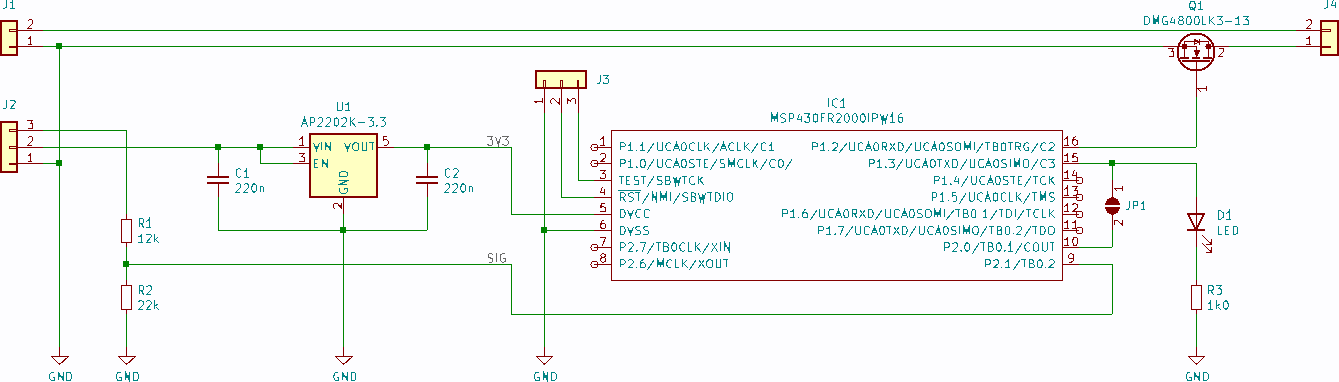 J1
2
1
Q1
DMG4800LK3-13
3
2
1
J4
2
1
J2
3
2
1
U1
AP2202K-3.3
1
VIN
VOUT
5
3
EN
GND
2
C1
220n
C2
220n
3V3
SIG
R1
12k
R2
22k
J3
1
2
3
IC1
MSP430FR2000IPW16
1 P1.1/UCA0CLK/ACLK/C1
2 P1.0/UCA0STE/SMCLK/C0/
3 TEST/SBWTCK
4 RST/NMI/SBWTDIO
5 DVCC
6 DVSS
7 P2.7/TB0CLK/XIN
8 P2.6/MCLK/XOUT
P1.2/UCA0RXD/UCA0SOMI/TB0TRG/C2 16
P1.3/UCA0TXD/UCA0SIMO/C3 15
P1.4/UCA0STE/TCK 14
P1.5/UCA0CLK/TMS 13
P1.6/UCA0RXD/UCA0SOMI/TB0.1/TDI/TCLK 12
P1.7/UCA0TXD/UCA0SIMO/TB0.2/TDO 11
P2.0/TB0.1/COUT 10
P2.1/TB0.2 9
1
JP1
2
D1
LED
R3
1k0
GND
GND
GND
GND
GND